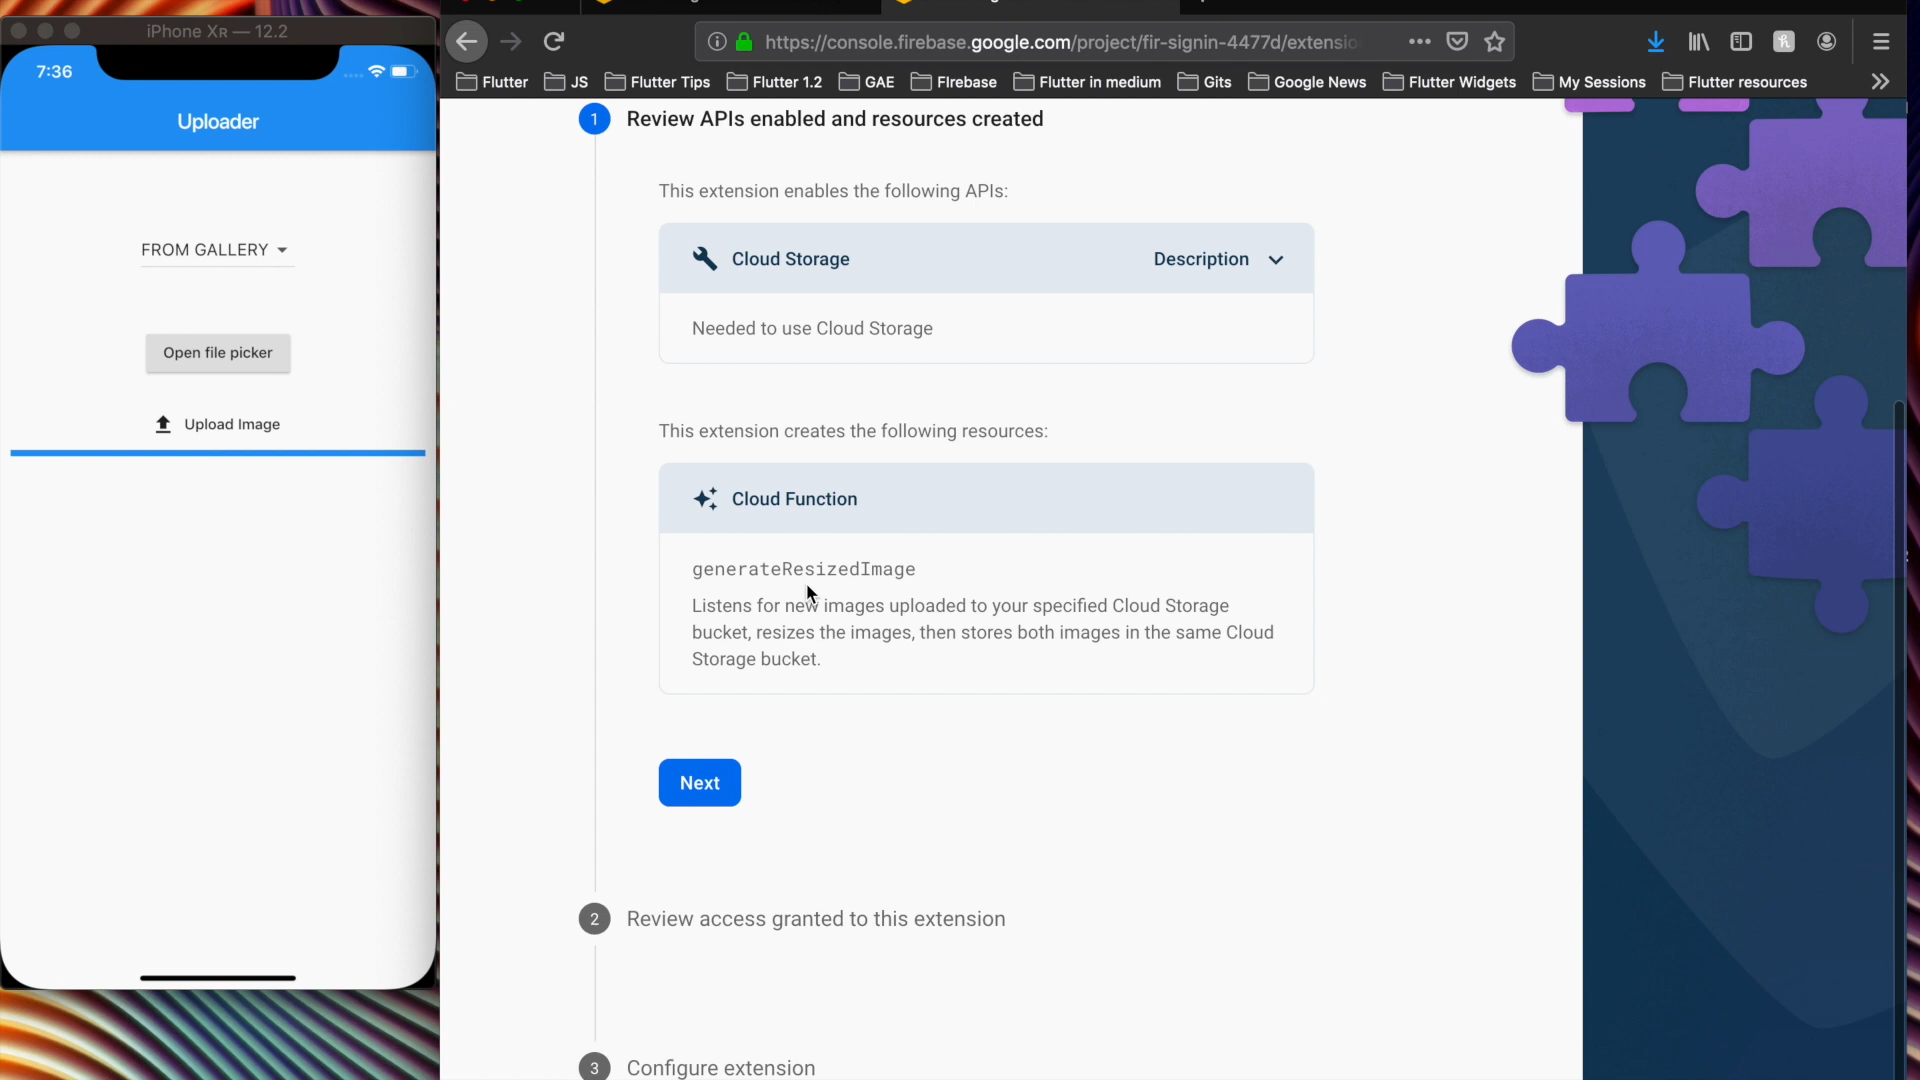 iPhone XR — 12.2
7:36
Uploader
FROM GALLERY
Open file picker
Upload Image
https://console.firebase.google.com/project/fir-signin-4477d/extensio
Flutter
JS
Flutter Tips
Flutter 1.2
GAE
FIrebase
Flutter in medium
Gits
Google News
Flutter Widgets
My Sessions
Flutter resources
1
Review APIs enabled and resources created
This extension enables the following APIs:
Cloud Storage
Description
Needed to use Cloud Storage
This extension creates the following resources:
Cloud Function
generateResizedImage
Listens for new images uploaded to your specified Cloud Storage
bucket, resizes the images, then stores both images in the same Cloud
Storage bucket.
Next
2
Review access granted to this extension
3
Configure extension